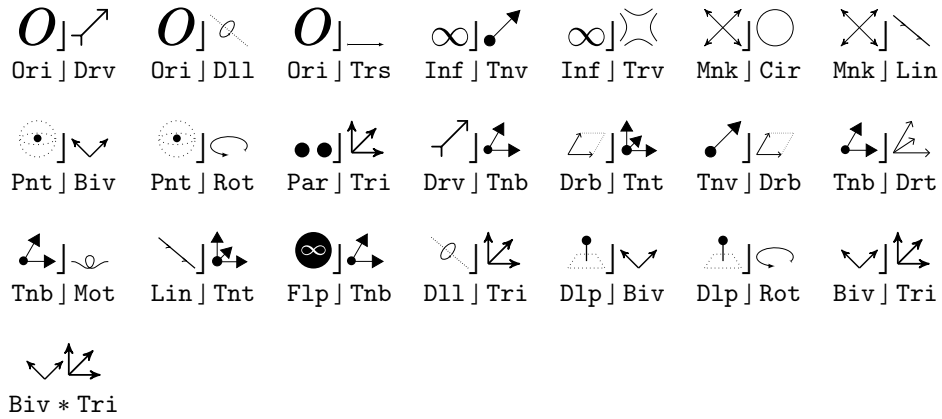 O⌋ O⌋ O⌋ ∞⌋ ∞⌋ ⌋ ⌋
Ori ⌋ Drv Ori ⌋ Dll Ori ⌋ Trs Inf ⌋ Tnv Inf ⌋ Trv Mnk ⌋ Cir Mnk ⌋ Lin
⌋ ⌋ ⌋ ⌋ ⌋ ⌋ ⌋
Pnt ⌋ Biv Pnt ⌋ Rot Par ⌋ Tri Drv ⌋ Tnb Drb ⌋ Tnt Tnv ⌋ Drb Tnb ⌋ Drt
⌋ ⌋ ∞⌋ ⌋ ⌋ ⌋ ⌋
Tnb ⌋ Mot Lin ⌋ Tnt Flp ⌋ Tnb Dll ⌋ Tri Dlp ⌋ Biv Dlp ⌋ Rot Biv ⌋ Tri
Biv * Tri